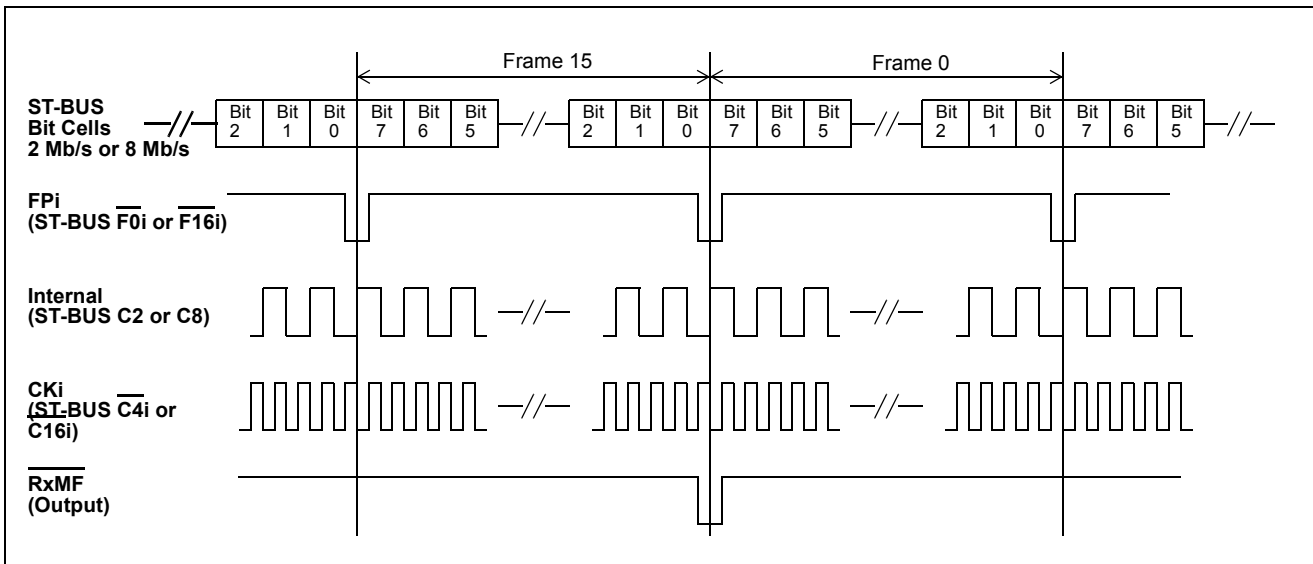 Frame 15
Frame 0
ST-BUS
Bit Cells
2 Mb/s or 8 Mb/s
Bit 2
Bit 1
Bit 0
Bit 7
Bit 6
Bit 5
Bit 2
Bit 1
Bit 0
Bit 7
Bit 6
Bit 5
Bit 2
Bit 1
Bit 0
Bit 7
Bit 6
Bit 5
FPi
(ST-BUS F0i or F16i)
Internal
(ST-BUS C2 or C8)
CKi
(ST-BUS C4i or
C16i)
RxMF
(Output)